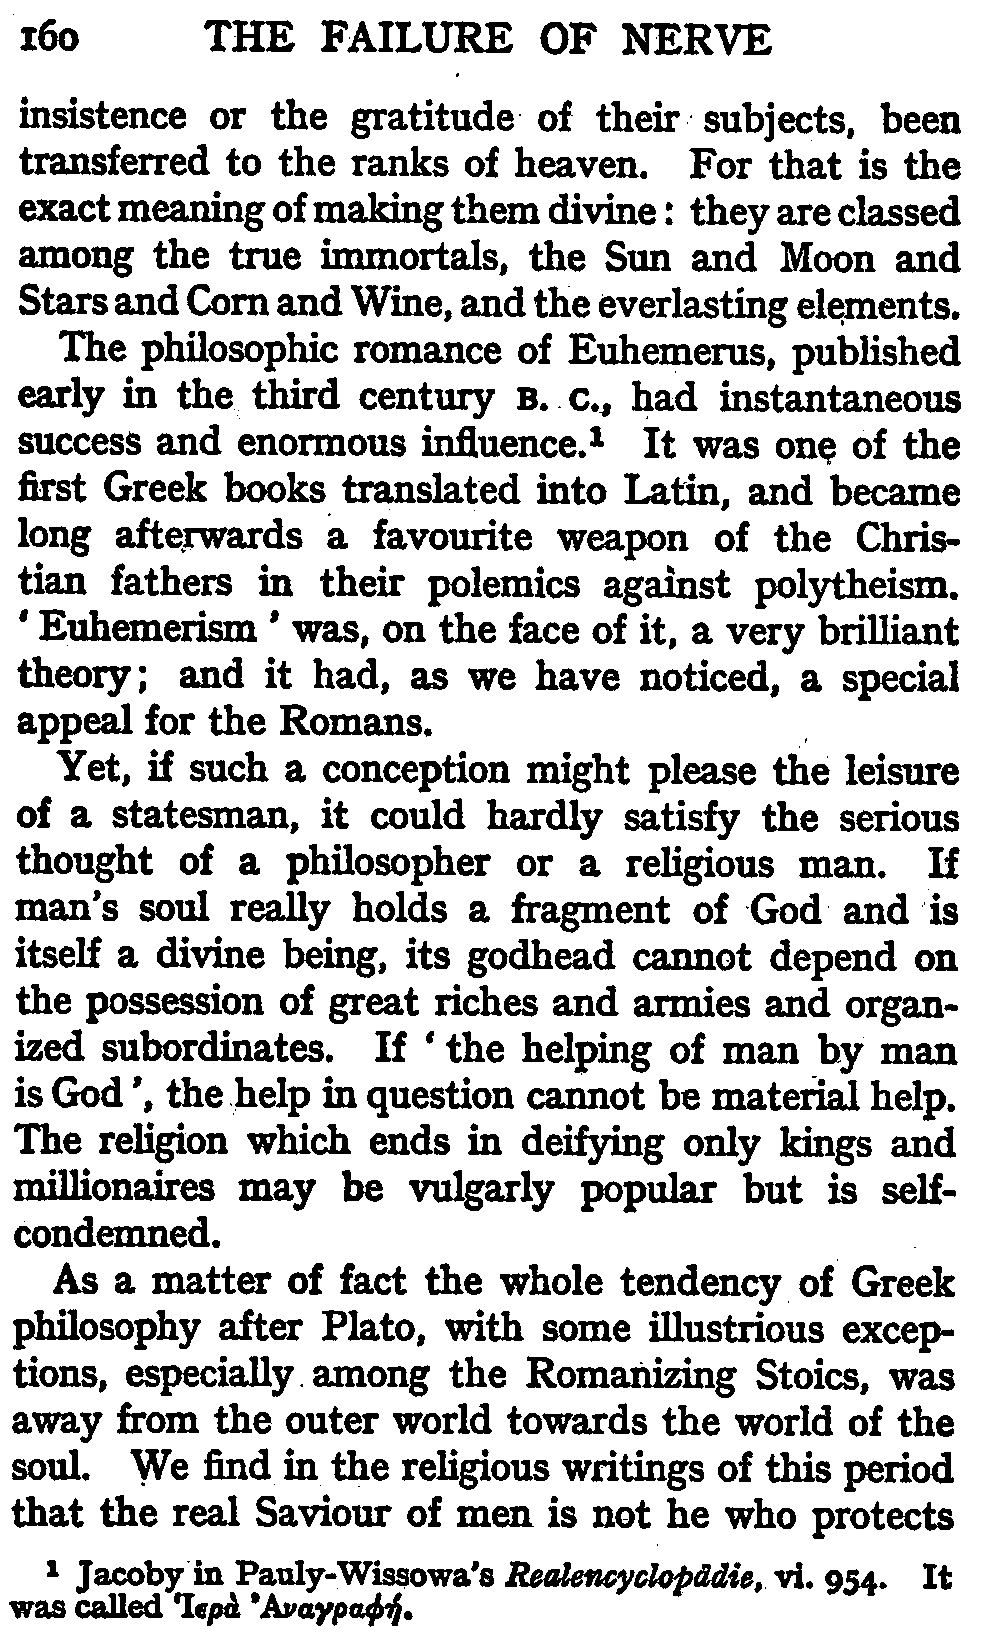 160 THE FAILURE OF NERVE
insistence or the gratitude of their subjects, been
transferred to the ranks of heaven. For that is the
exact meaning of making them divine : they are classed
among the true immortals, the Sun and Moon and
Stars and Corn and Wine, and the everlasting elements.
The philosophic romance of Euhemerus, published
early in the third century B. C., had instantaneous
success and enormous influence.¹ It was one of the
first Greek books translated into Latin, and became
long afterwards a favourite weapon of the Chris-
tian fathers in their polemics against polytheism.
‘ Euhemerism ’ was, on the face of it, a very brilliant
theory; and it had, as we have noticed, a special
appeal for the Romans.
Yet, if such a conception might please the leisure
of a statesman, it could hardly satisfy the serious
thought of a philosopher or a religious man. If
man's soul really holds a fragment of God and is
itself a divine being, its godhead cannot depend on
the possession of great riches and armies and organ-
ized subordinates. If ‘ the helping of man by man
is God ’, the help in question cannot be material help.
The religion which ends in deifying only kings and
millionaires may be vulgarly popular but is self-
condemned.
As a matter of fact the whole tendency of Greek
philosophy after Plato, with some illustrious excep-
tions, especially among the Romanizing Stoics, was
away from the outer world towards the world of the
soul. We find in the religious writings of this period
that the real Saviour of men is not he who protects
¹ Jacoby in Pauly-Wissowa's Realencyclopädie, vi. 954. It
was called Ἱερὰ Ἀναγραφή.